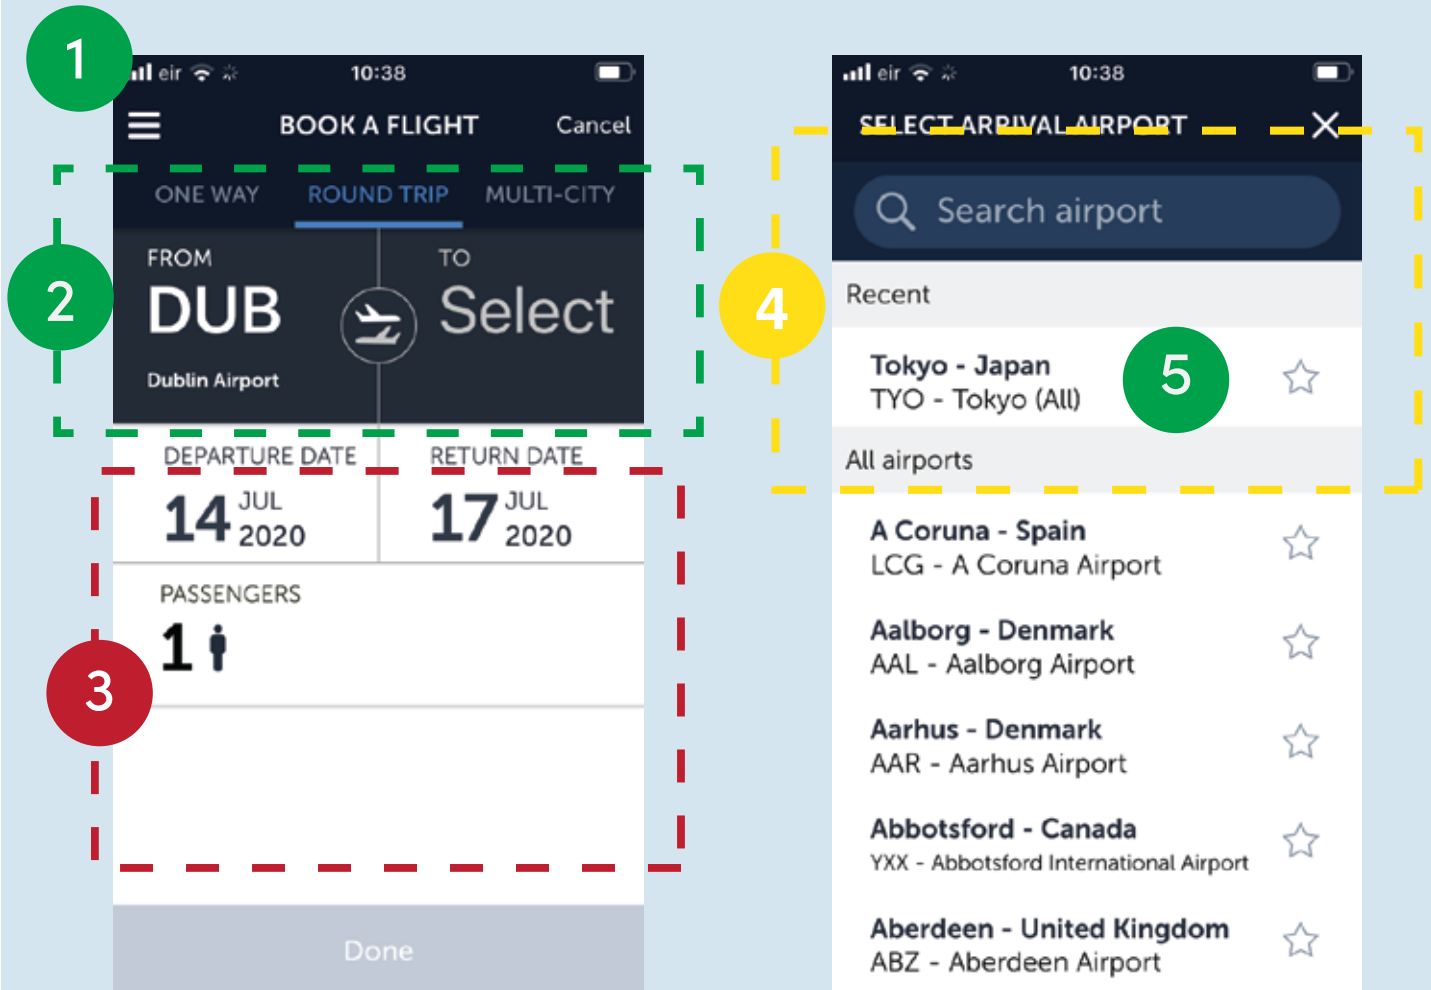 1
eir 10:38
BOOK A FLIGHT Cancel
ONE WAY ROUND TRIP MULTI-CITY
2
FROM TO
DUB Select
Dublin Airport
DEPARTURE DATE RETURN DATE
14 JUL 2020 17 JUL 2020
PASSENGERS
1
3
Done
eir 10:38
SELECT ARRIVAL AIRPORT
Search airport
4
Recent
Tokyo - Japan
TYO - Tokyo (All)
5
All airports
A Coruna - Spain
LCG - A Coruna Airport
Aalborg - Denmark
AAL - Aalborg Airport
Aarhus - Denmark
AAR - Aarhus Airport
Abbotsford - Canada
YXX - Abbotsford International Airport
Aberdeen - United Kingdom
ABZ - Aberdeen Airport